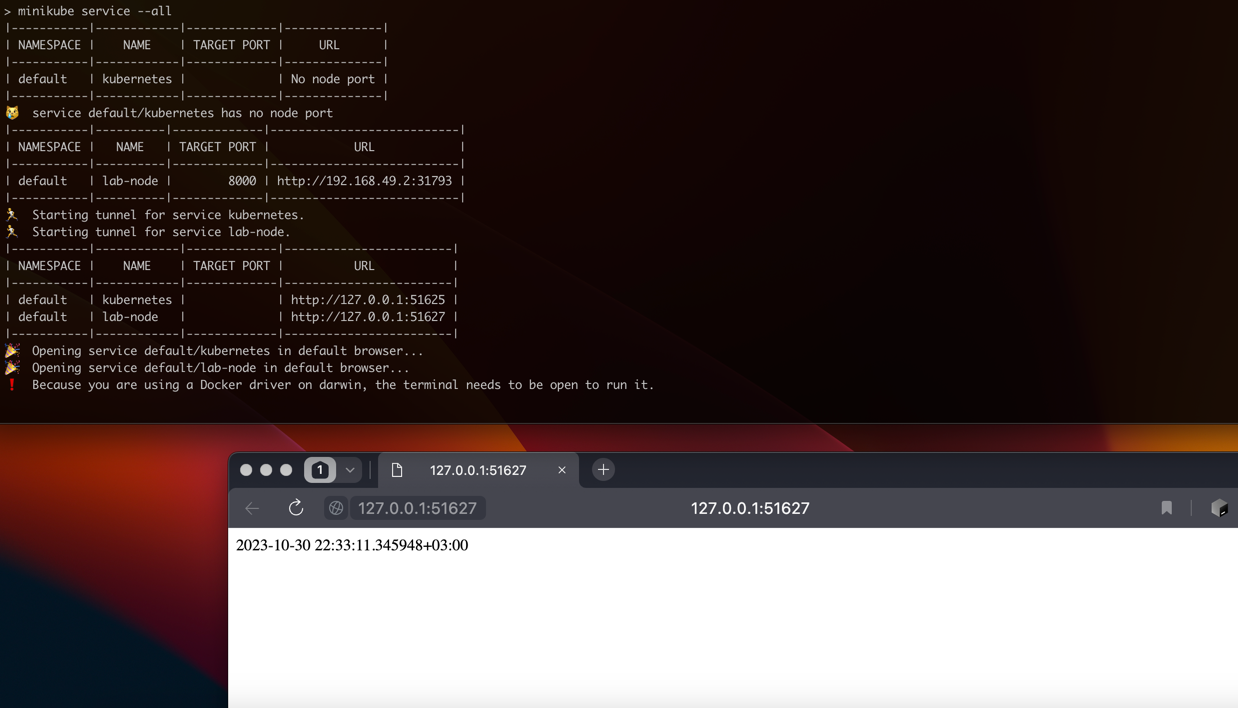 > minikube service --all
|-----------|------------|-------------|--------------|
| NAMESPACE |    NAME    | TARGET PORT |     URL      |
|-----------|------------|-------------|--------------|
| default   | kubernetes |             | No node port |
|-----------|------------|-------------|--------------|
😿  service default/kubernetes has no node port
|-----------|----------|-------------|---------------------------|
| NAMESPACE |   NAME   | TARGET PORT |            URL            |
|-----------|----------|-------------|---------------------------|
| default   | lab-node |        8000 | http://192.168.49.2:31793 |
|-----------|----------|-------------|---------------------------|
🏃  Starting tunnel for service kubernetes.
🏃  Starting tunnel for service lab-node.
|-----------|------------|-------------|------------------------|
| NAMESPACE |    NAME    | TARGET PORT |          URL           |
|-----------|------------|-------------|------------------------|
| default   | kubernetes |             | http://127.0.0.1:51625 |
| default   | lab-node   |             | http://127.0.0.1:51627 |
|-----------|------------|-------------|------------------------|
🎉  Opening service default/kubernetes in default browser...
🎉  Opening service default/lab-node in default browser...
❗  Because you are using a Docker driver on darwin, the terminal needs to be open to run it.
1 127.0.0.1:51627
127.0.0.1:51627 127.0.0.1:51627
2023-10-30 22:33:11.345948+03:00